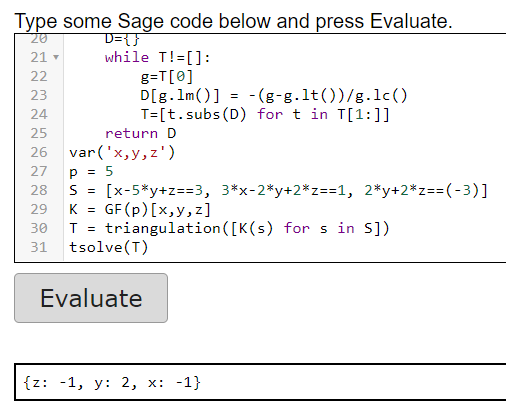 Type some Sage code below and press Evaluate.
20 D={}
21 while T!=[]:
22 g=T[0]
23 D[g.lm()] = -(g-g.lt())/g.lc()
24 T=[t.subs(D) for t in T[1:]]
25 return D
26 var('x,y,z')
27 p = 5
28 S = [x-5*y+z==3, 3*x-2*y+2*z==1, 2*y+2*z==(-3)]
29 K = GF(p)[x,y,z]
30 T = triangulation([K(s) for s in S])
31 tsolve(T)
Evaluate
{z: -1, y: 2, x: -1}